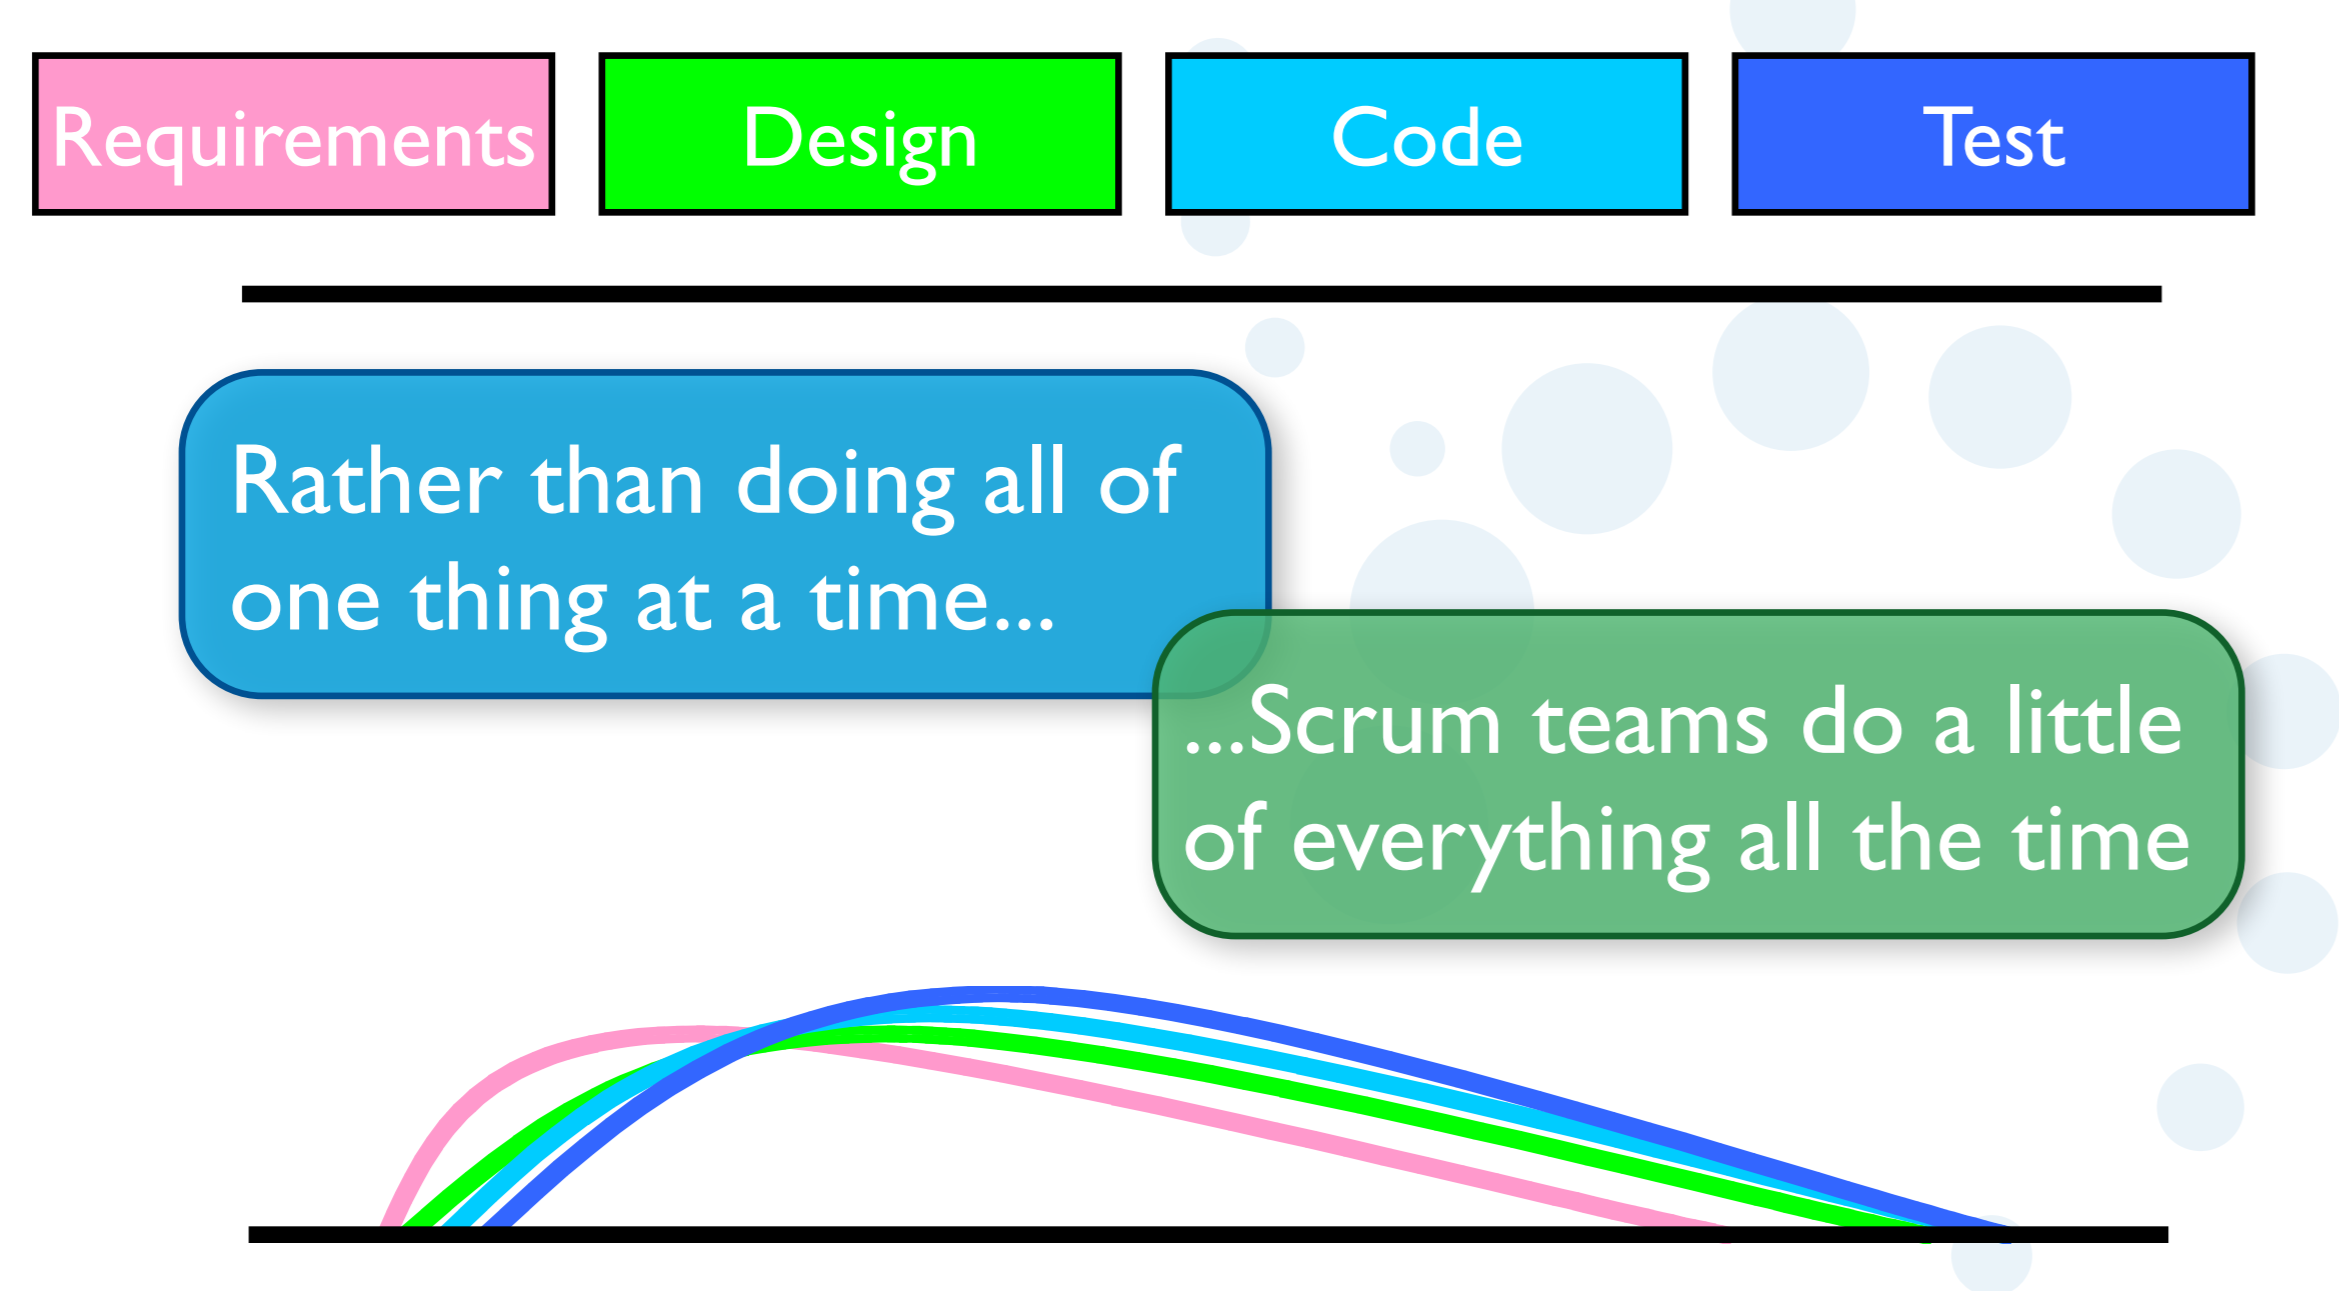 Requirements
Design
Code
Test
Rather than doing all of
one thing at a time...
...Scrum teams do a little
of everything all the time